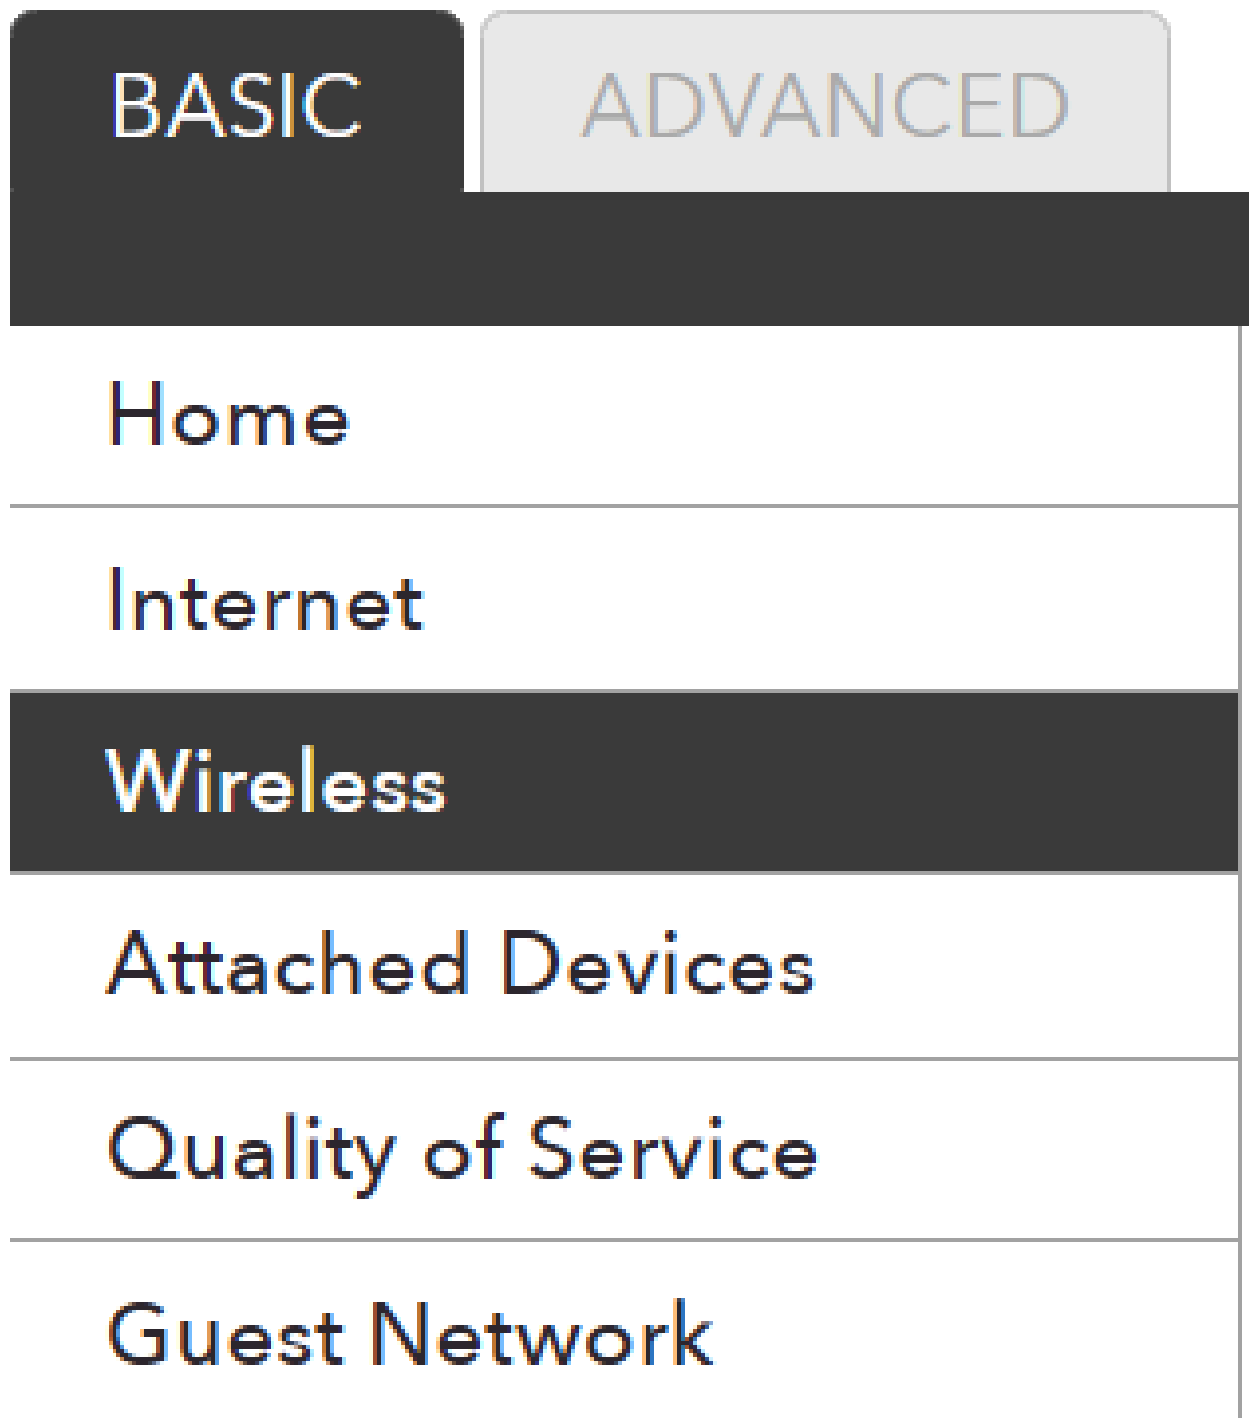 BASIC ADVANCED
Home
Internet
Wireless
Attached Devices
Quality of Service
Guest Network